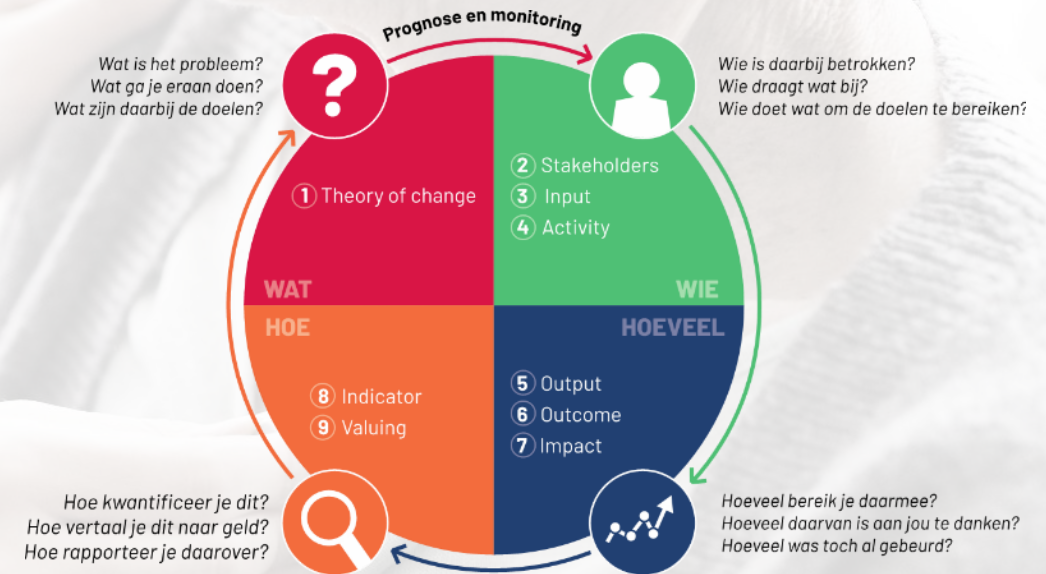 Prognose en monitoring
Wat is het probleem?
Wat ga je eraan doen?
Wat zijn daarbij de doelen?
?
Wie is daarbij betrokken?
Wie draagt wat bij?
Wie doet wat om de doelen te bereiken?
1 Theory of change
2 Stakeholders
3 Input
4 Activity
WAT
WIE
HOE
HOEVEEL
8 Indicator
9 Valuing
5 Output
6 Outcome
7 Impact
Hoe kwantificeer je dit?
Hoe vertaal je dit naar geld?
Hoe rapporteer je daarover?
Hoeveel bereik je daarmee?
Hoeveel daarvan is aan jou te danken?
Hoeveel was toch al gebeurd?